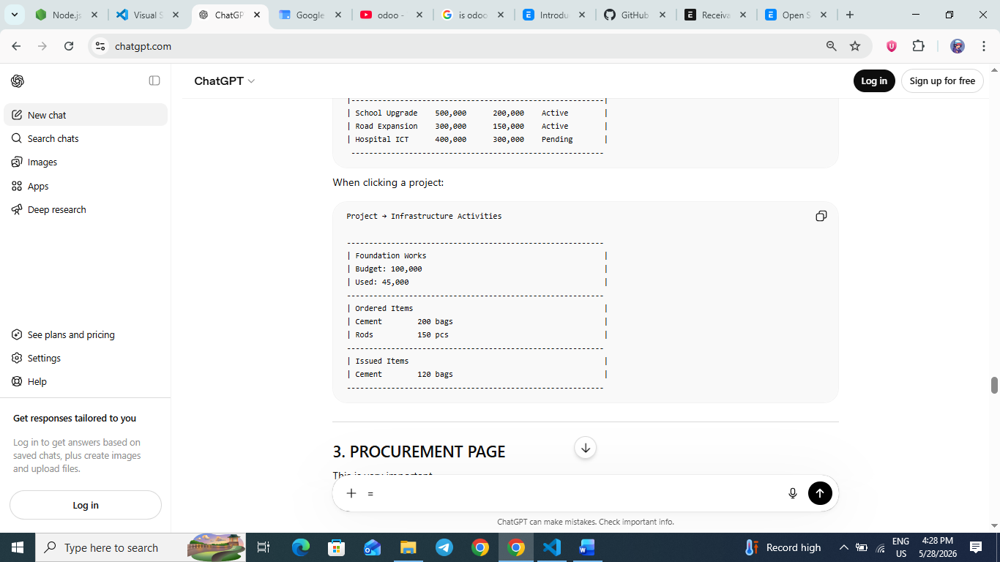 Node.js
Visual S
ChatGP
Google
odoo -
is odoo
Introdu
GitHub
Receiva
Open S
chatgpt.com
ChatGPT
Log in
Sign up for free
New chat
Search chats
Images
Apps
Deep research
See plans and pricing
Settings
Help
Get responses tailored to you
Log in to get answers based on
saved chats, plus create images
and upload files.
Log in
|---------------------------------------------------------|
| School Upgrade 500,000 200,000 Active |
| Road Expansion 300,000 150,000 Active |
| Hospital ICT 400,000 300,000 Pending |
---------------------------------------------------------
When clicking a project:
Project → Infrastructure Activities
----------------------------------------------------------
| Foundation Works |
| Budget: 100,000 |
| Used: 45,000 |
----------------------------------------------------------
| Ordered Items |
| Cement 200 bags |
| Rods 150 pcs |
----------------------------------------------------------
| Issued Items |
| Cement 120 bags |
----------------------------------------------------------
3. PROCUREMENT PAGE
This is very important
=
ChatGPT can make mistakes. Check important info.
Type here to search
Record high
ENG
US
4:28 PM
5/28/2026